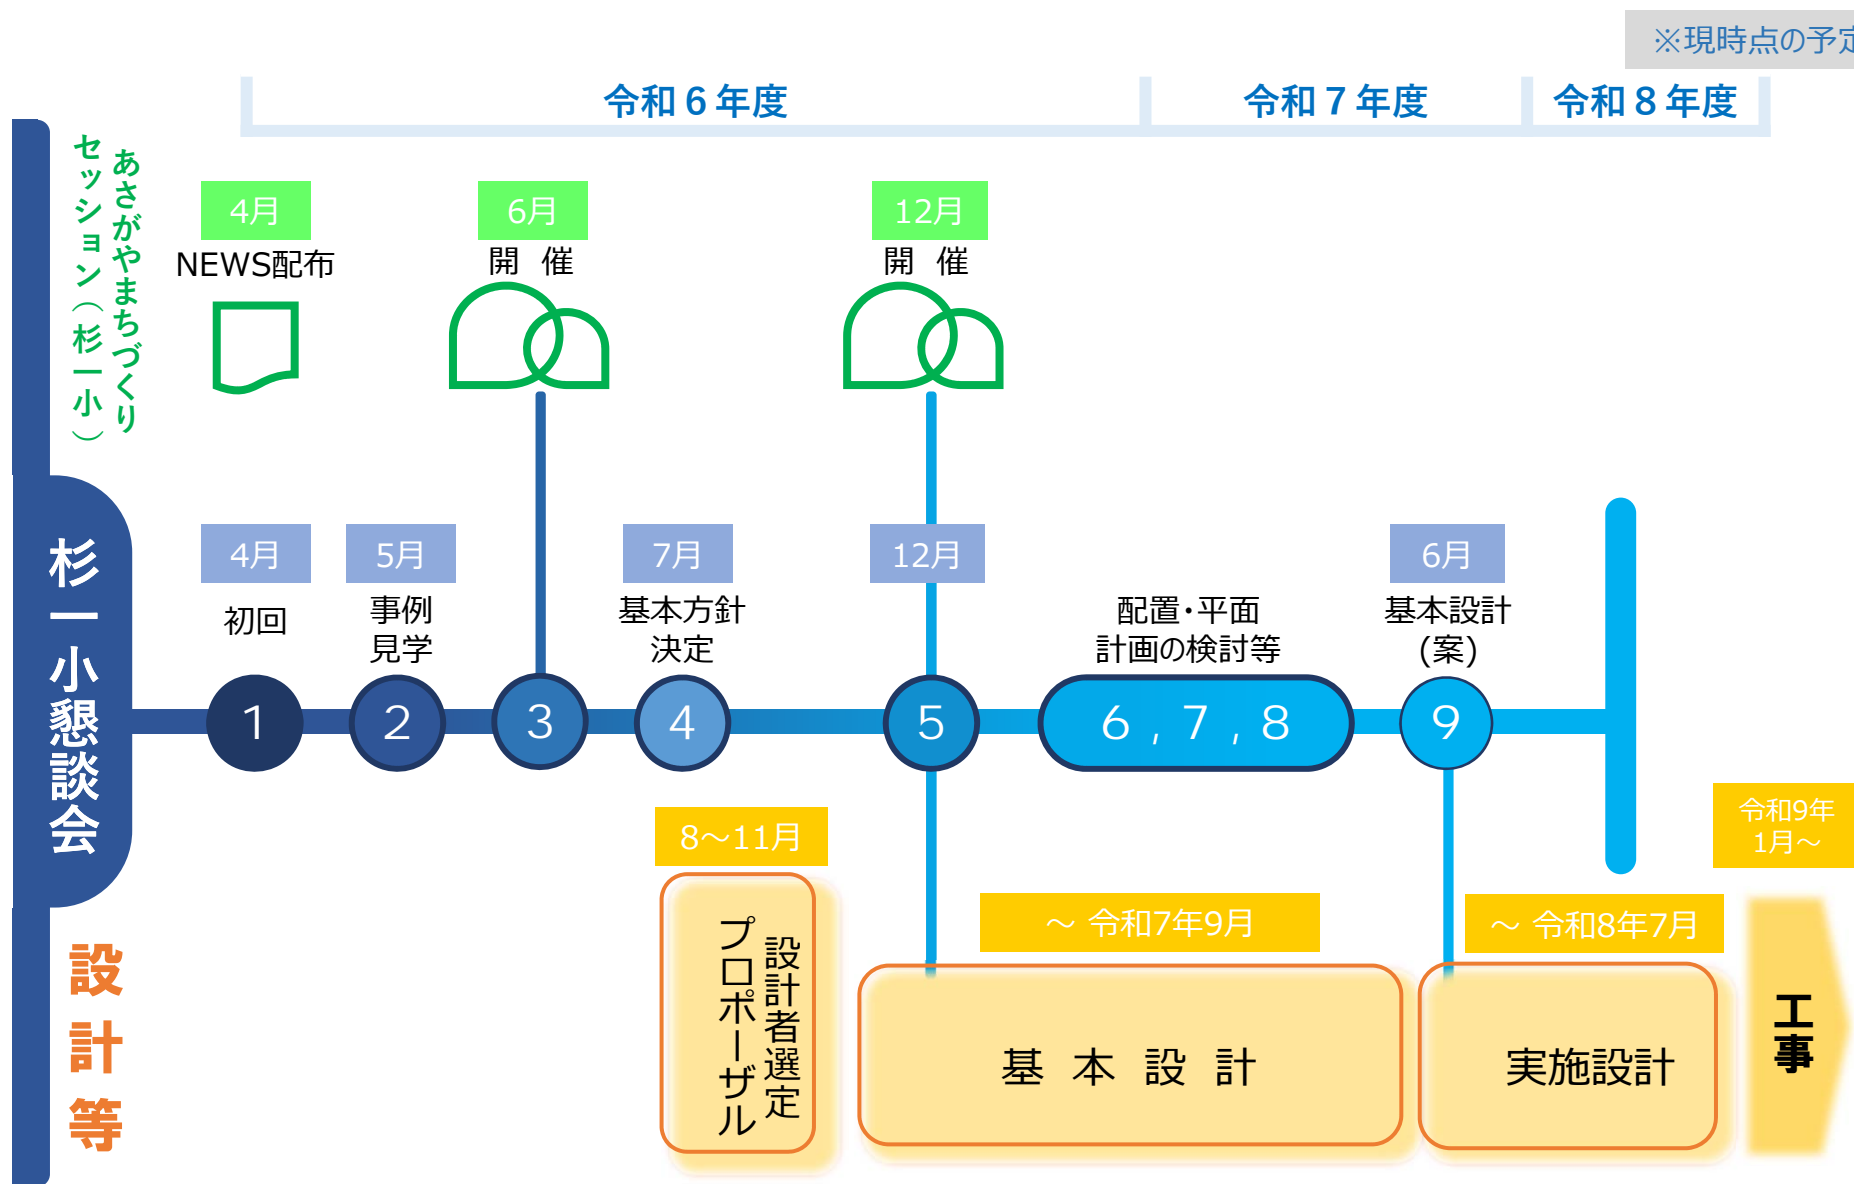 ※現時点の予定
令和６年度
令和７年度
令和８年度
あさがやまちづくり
セッション（杉一小）
4月
NEWS配布
6月
開 催
12月
開 催
杉一小懇談会
4月
初回
5月
事例
見学
7月
基本方針
決定
12月
配置・平面
計画の検討等
6月
基本設計
(案)
1
2
3
4
5
6 , 7 , 8
9
設計等
8～11月
設計者選定
プロポーザル
～ 令和7年9月
基 本 設 計
～ 令和8年7月
実施設計
令和9年
1月～
工事